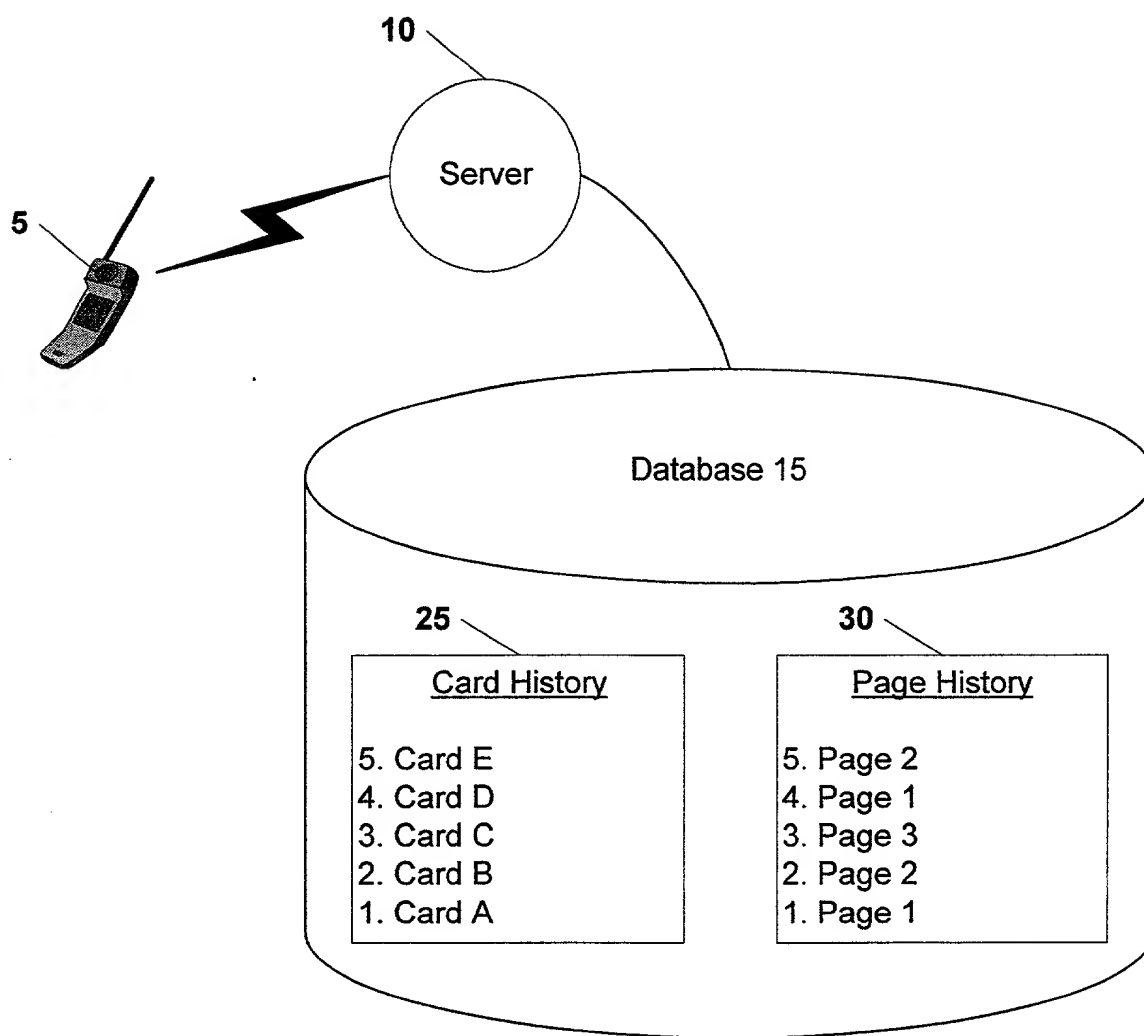 10
Server
5
Database 15
25
Card History
5. Card E
4. Card D
3. Card C
2. Card B
1. Card A
30
Page History
5. Page 2
4. Page 1
3. Page 3
2. Page 2
1. Page 1